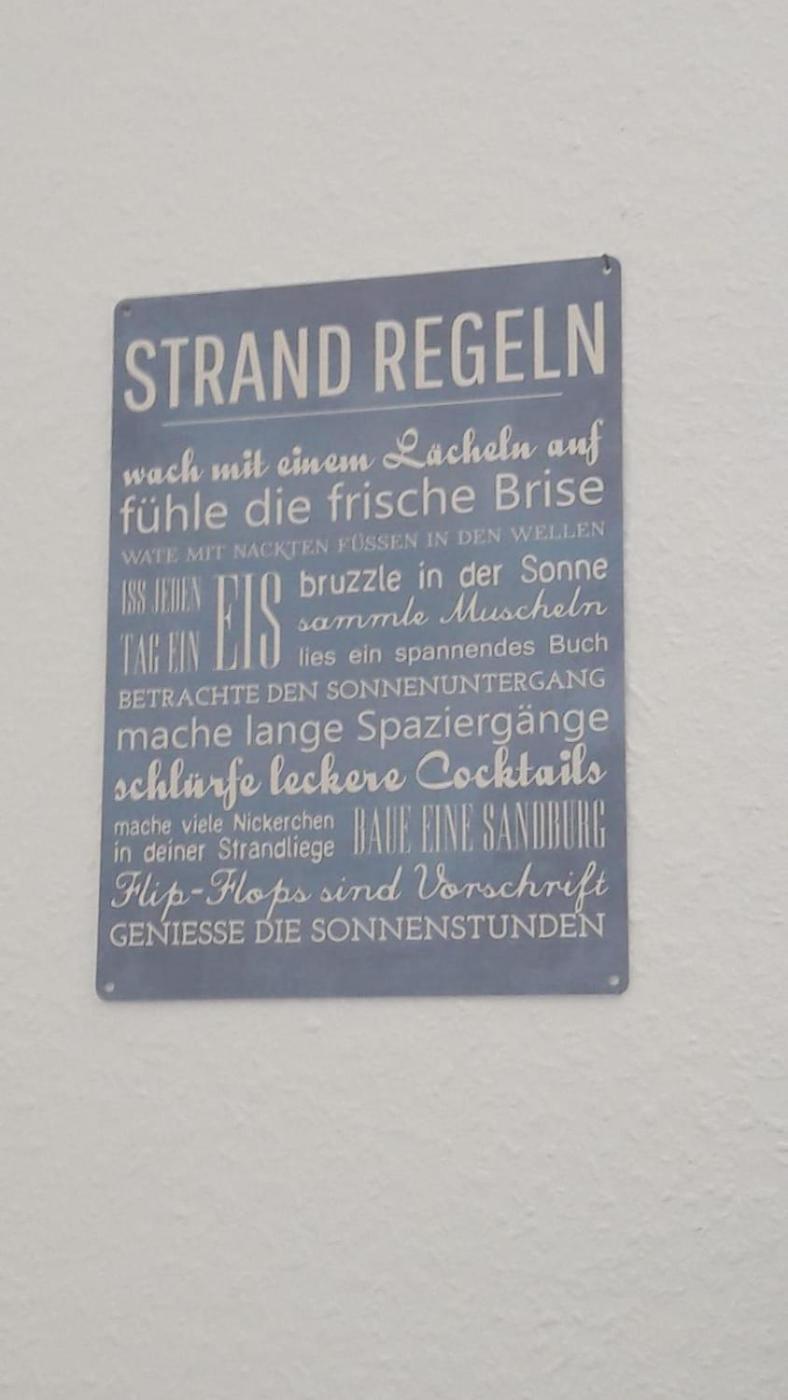 STRAND REGELN
wach mit einem Lächeln auf
fühle die frische Brise
WATE MIT NACKTEN FÜSSEN IN DEN WELLEN
ISS JEDEN
TAG EIN
EIS
bruzzle in der Sonne
sammle Muscheln
lies ein spannendes Buch
BETRACHTE DEN SONNENUNTERGANG
mache lange Spaziergänge
schlürfe leckere Cocktails
mache viele Nickerchen
in deiner Strandliege
BAUE EINE SANDBURG
Flip-Flops sind Vorschrift
GENIESSE DIE SONNENSTUNDEN